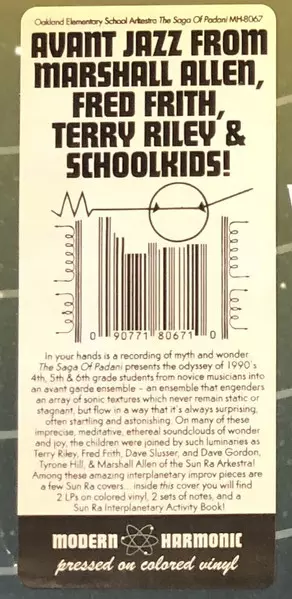 Oakland Elementary School Arkestra The Saga Of Padani MH-8067
AVANT JAZZ FROM
MARSHALL ALLEN,
FRED FRITH,
TERRY RILEY &
SCHOOLKIDS!
0 90771 80671 0
In your hands is a recording of myth and wonder.
The Saga Of Padani presents the odyssey of 1990's
4th, 5th & 6th grade students from novice musicians into
an avant garde ensemble - an ensemble that engenders
an array of sonic textures which never remain static or
stagnant, but flow in a way that it's always surprising,
often startling and astonishing. On many of these
imprecise, meditative, ethereal soundclouds of wonder
and joy, the children were joined by such luminaries as
Terry Riley, Fred Frith, Dave Slusser, and Dave Gordon,
Tyrone Hill, & Marshall Allen of the Sun Ra Arkestra!
Among these amazing interplanetary improv pieces are
a few Sun Ra covers... inside this cover you will find
2 LPs on colored vinyl, 2 sets of notes, and a
Sun Ra Interplanetary Activity Book!
MODERN HARMONIC
pressed on colored vinyl